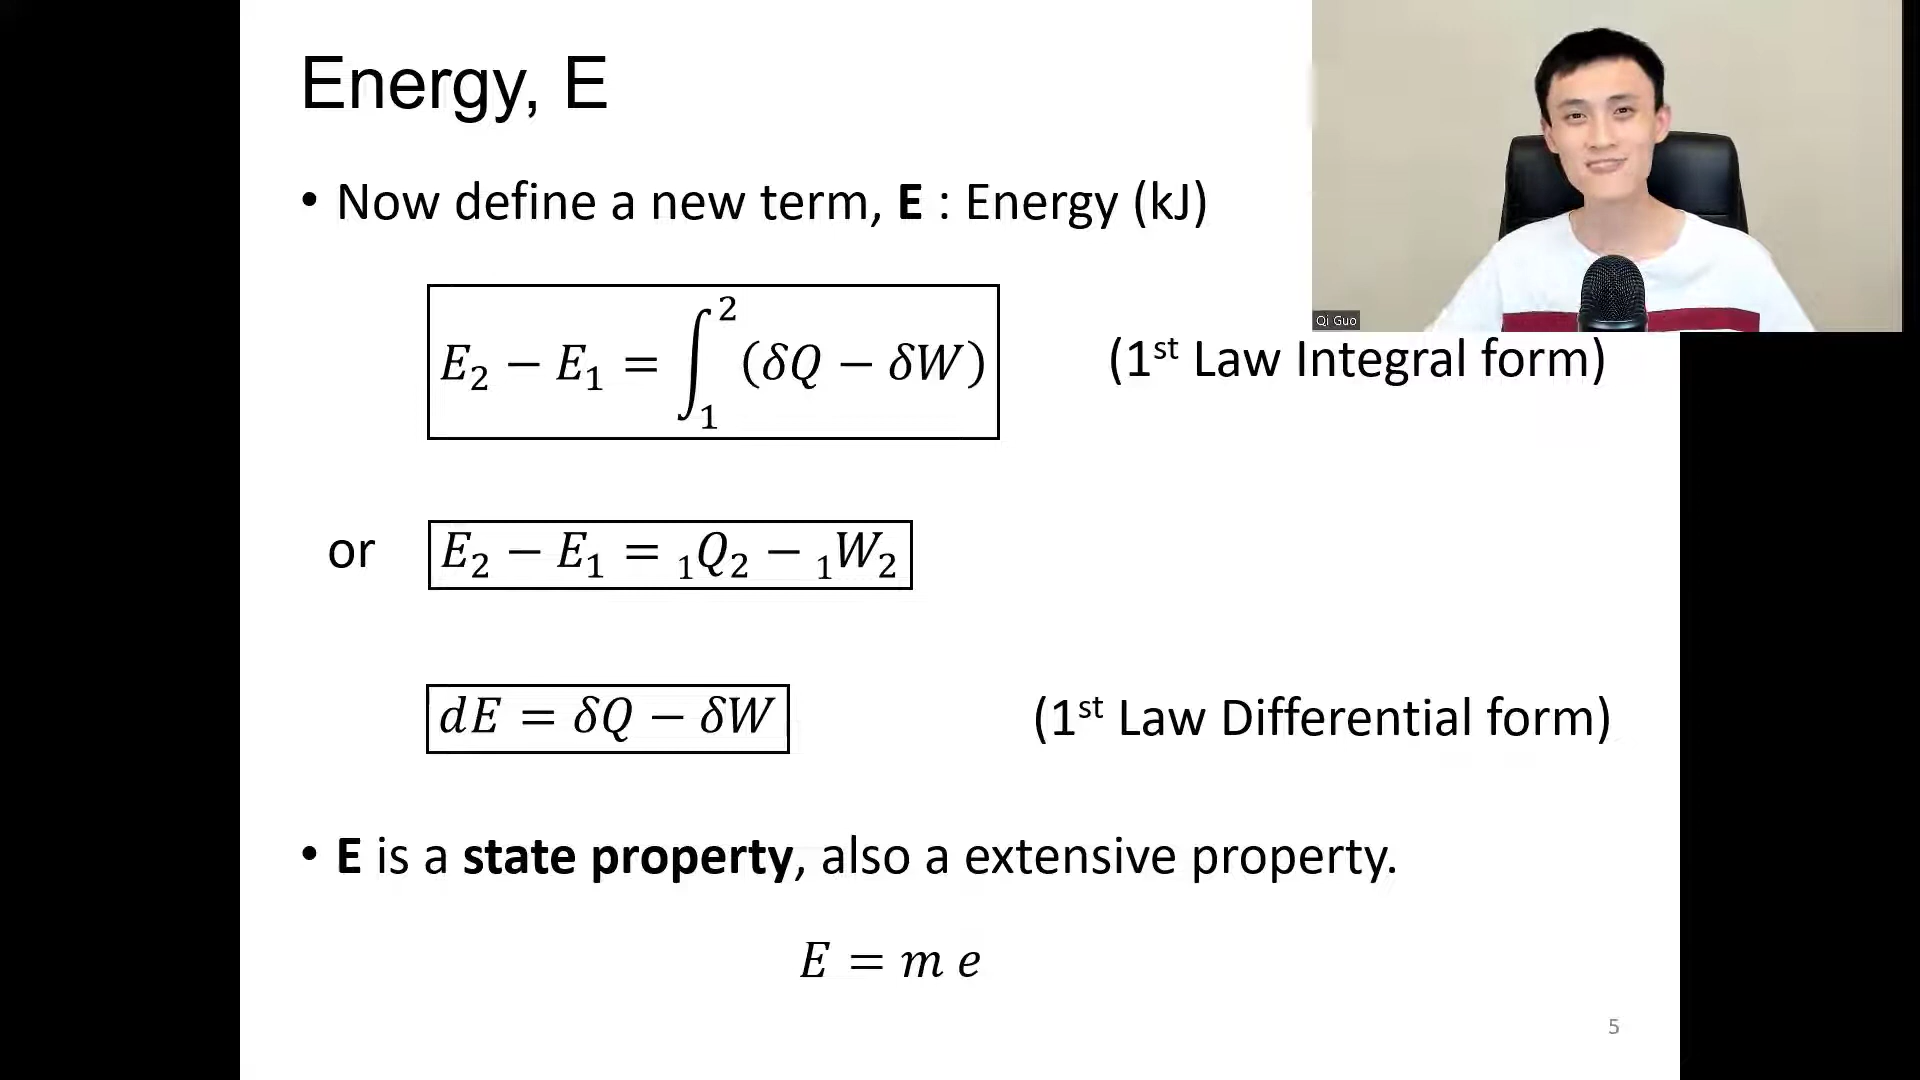 Energy, E
• Now define a new term, E : Energy (kJ)
Qi Guo
E₂ − E₁ = ∫₁² (δQ − δW) (1ˢᵗ Law Integral form)
or E₂ − E₁ = ₁Q₂ − ₁W₂
dE = δQ − δW (1ˢᵗ Law Differential form)
• E is a state property, also a extensive property.
E = m e
5